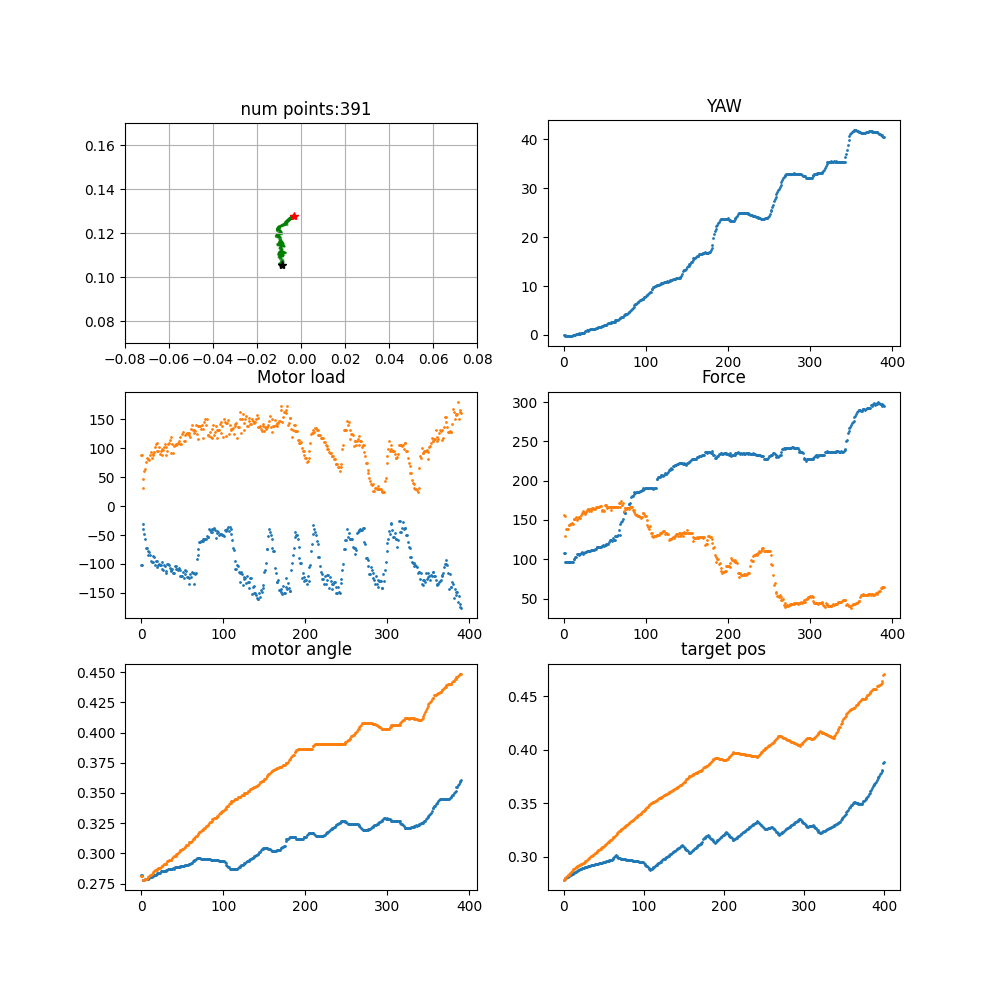 num points:391
0.16
0.14
0.12
0.10
0.08
−0.08 −0.06 −0.04 −0.02 0.00 0.02 0.04 0.06 0.08
YAW
40
30
20
10
0
0 100 200 300 400
Motor load
150
100
50
0
−50
−100
−150
0 100 200 300 400
Force
300
250
200
150
100
50
0 100 200 300 400
motor angle
0.450
0.425
0.400
0.375
0.350
0.325
0.300
0.275
0 100 200 300 400
target pos
0.45
0.40
0.35
0.30
0 100 200 300 400